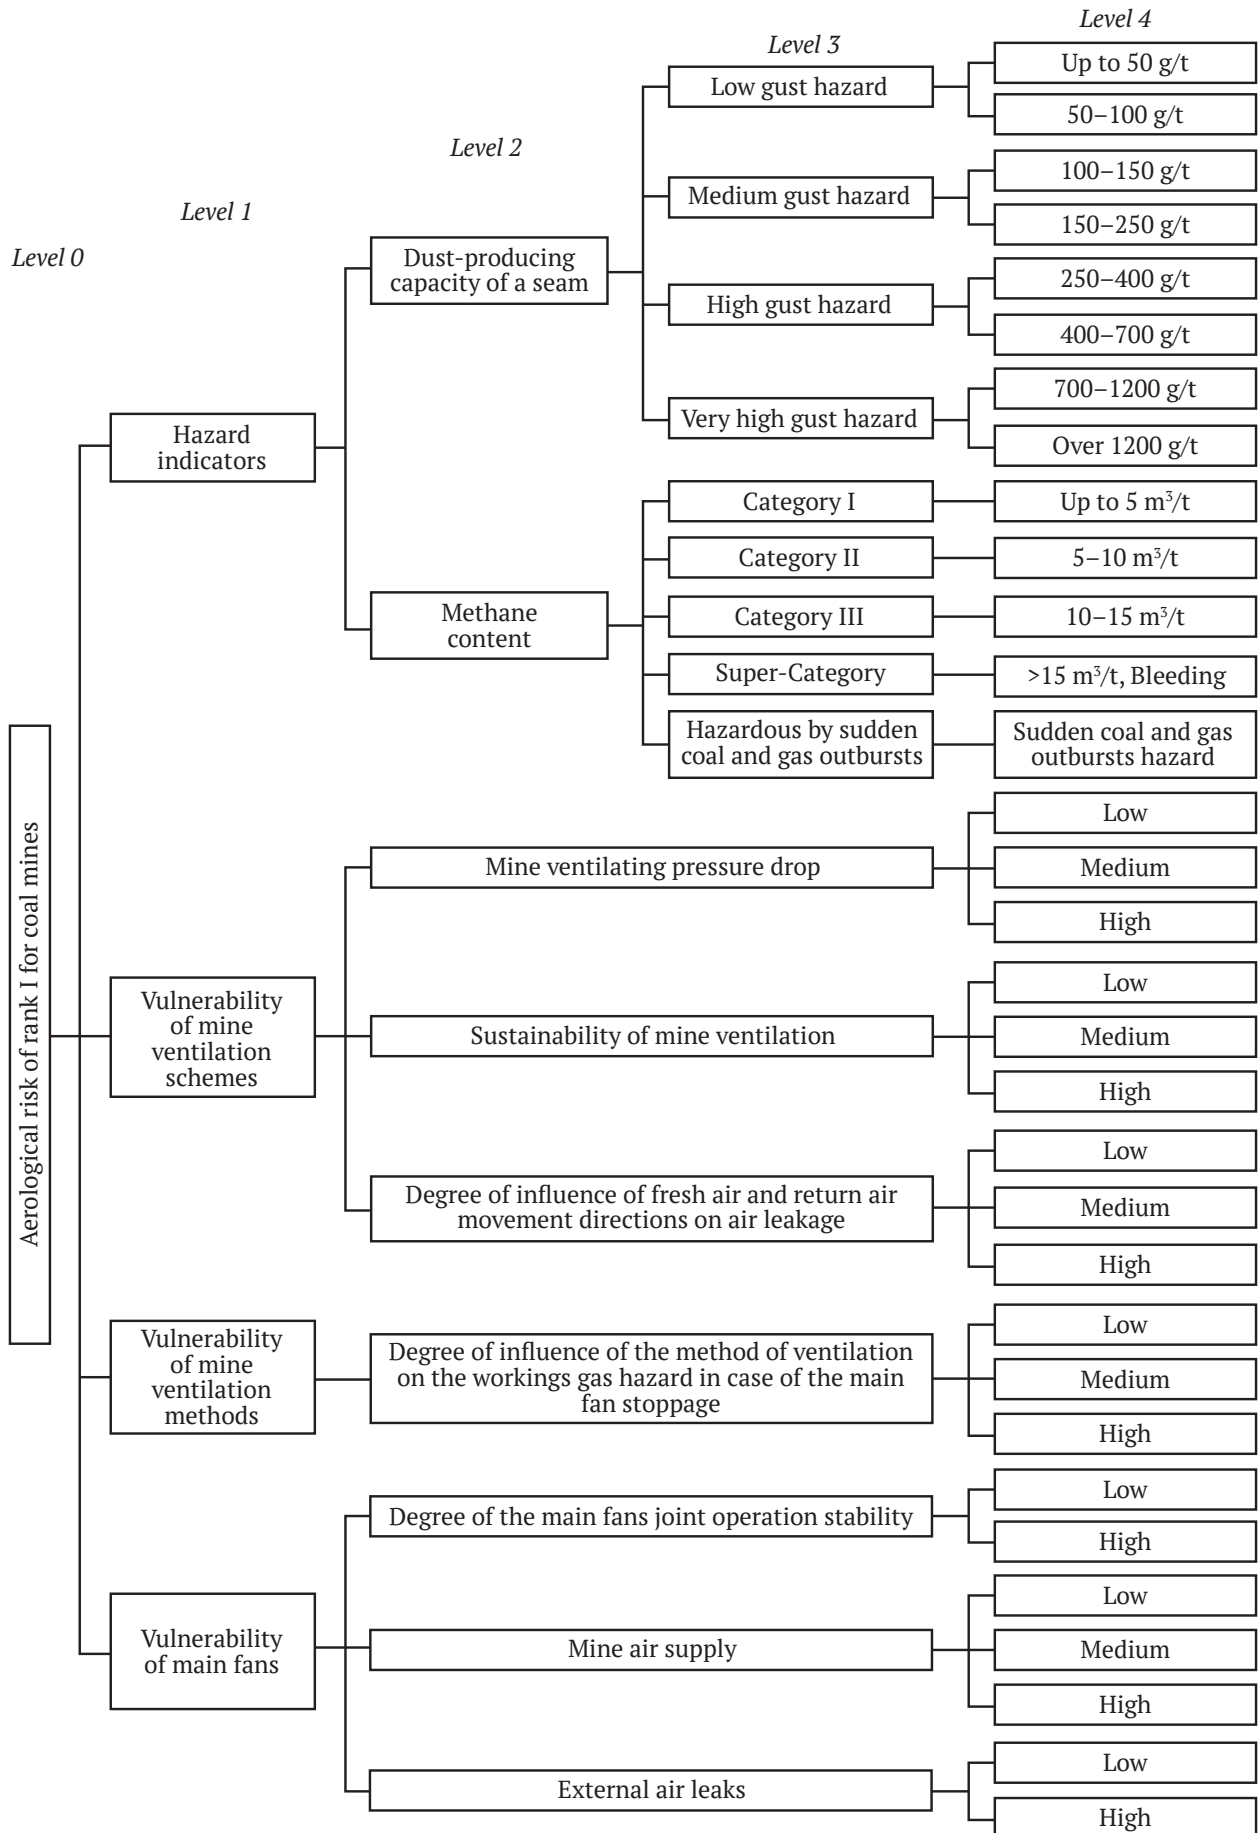 Level 4
Level 3
Level 2
Level 1
Level 0
Aerological risk of rank I for coal mines
Hazard
indicators
Dust-producing
capacity of a seam
Low gust hazard
Up to 50 g/t
50–100 g/t
Medium gust hazard
100–150 g/t
150–250 g/t
High gust hazard
250–400 g/t
400–700 g/t
Very high gust hazard
700–1200 g/t
Over 1200 g/t
Methane
content
Category I
Up to 5 m³/t
Category II
5–10 m³/t
Category III
10–15 m³/t
Super-Category
>15 m³/t, Bleeding
Hazardous by sudden
coal and gas outbursts
Sudden coal and gas
outbursts hazard
Vulnerability
of mine
ventilation
schemes
Mine ventilating pressure drop
Low
Medium
High
Sustainability of mine ventilation
Low
Medium
High
Degree of influence of fresh air and return air
movement directions on air leakage
Low
Medium
High
Vulnerability
of mine
ventilation
methods
Degree of influence of the method of ventilation
on the workings gas hazard in case of the main
fan stoppage
Low
Medium
High
Vulnerability
of main fans
Degree of the main fans joint operation stability
Low
High
Mine air supply
Low
Medium
High
External air leaks
Low
High